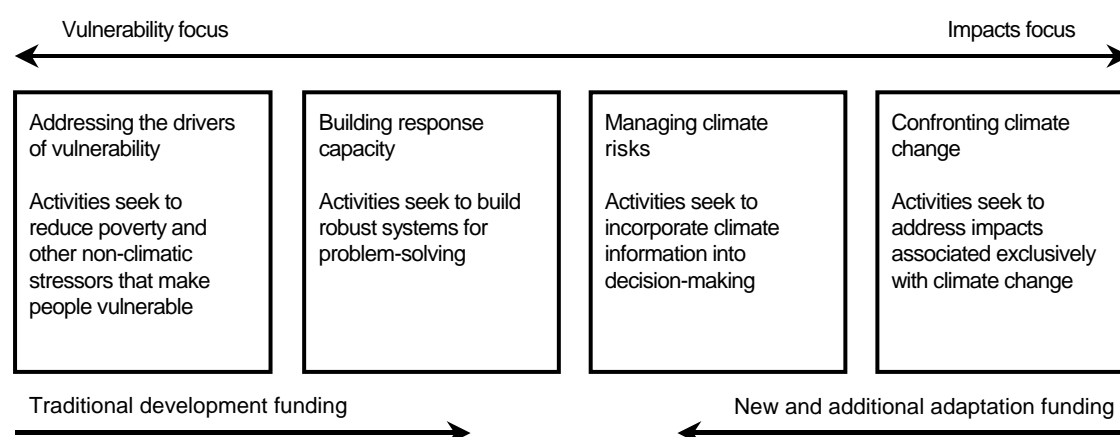 Vulnerability focus
Impacts focus
Addressing the drivers
of vulnerability
Activities seek to
reduce poverty and
other non-climatic
stressors that make
people vulnerable
Building response
capacity
Activities seek to build
robust systems for
problem-solving
Managing climate
risks
Activities seek to
incorporate climate
information into
decision-making
Confronting climate
change
Activities seek to
address impacts
associated exclusively
with climate change
Traditional development funding
New and additional adaptation funding